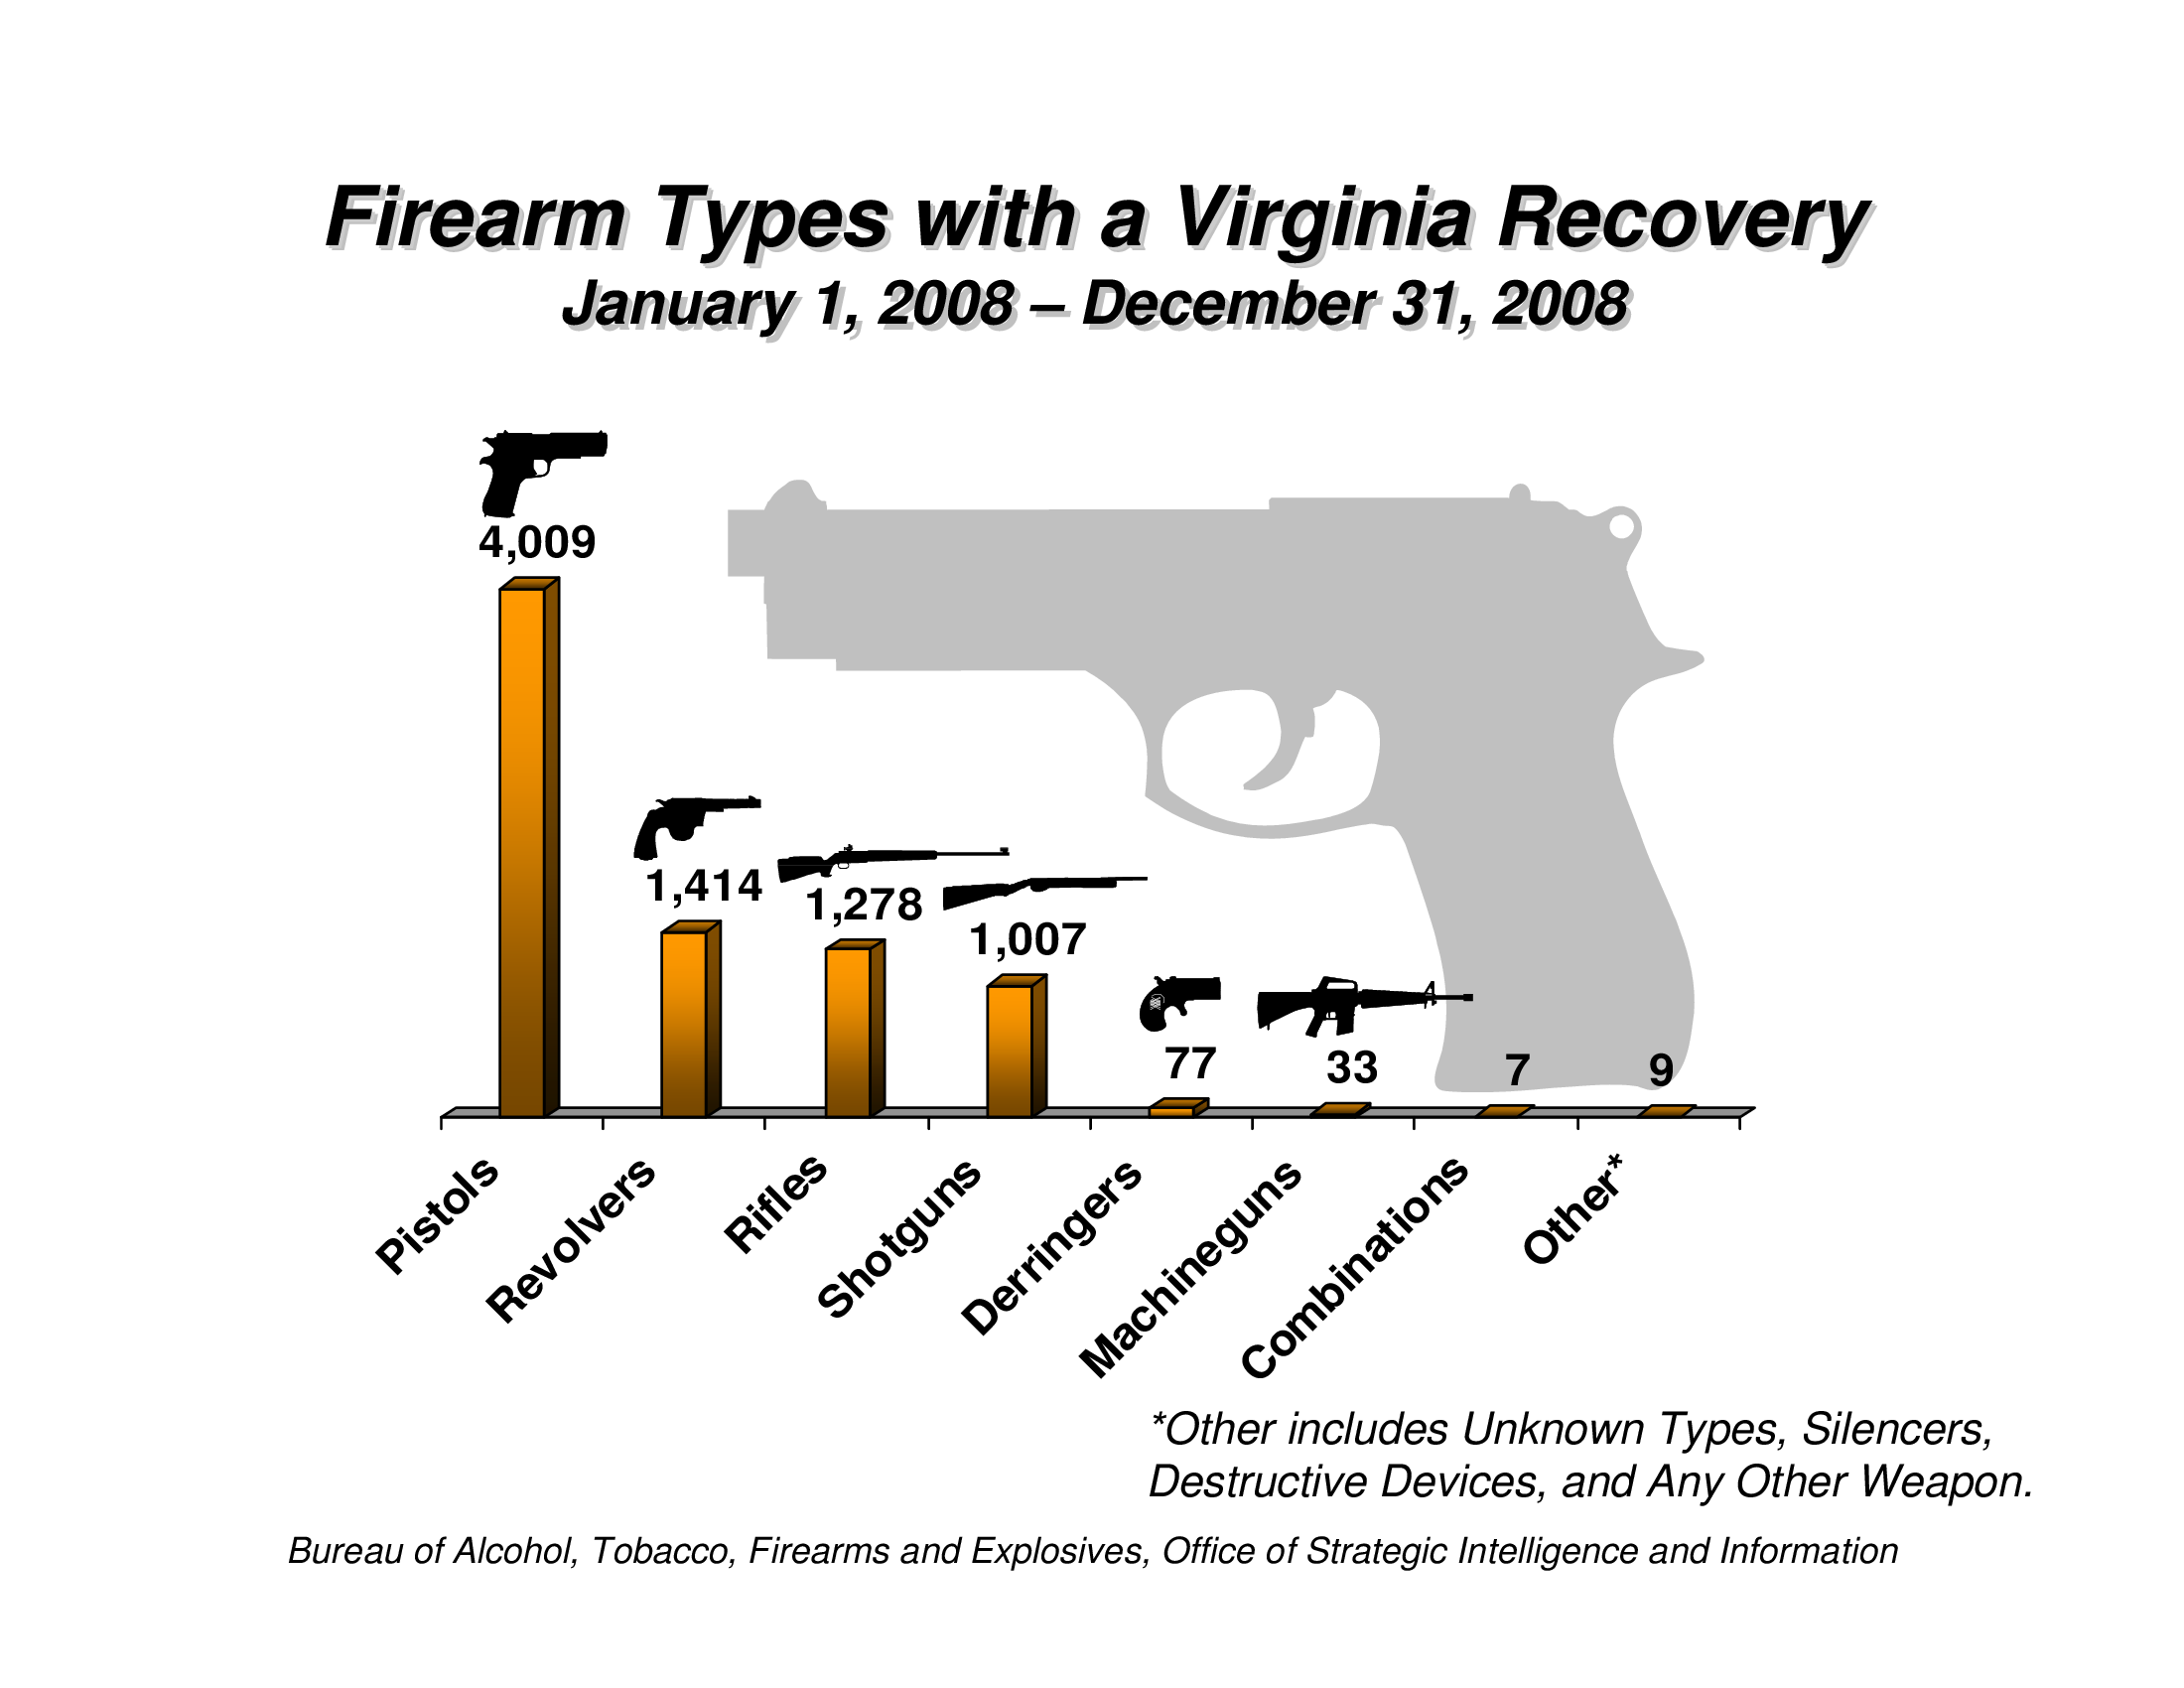 Firearm Types with a Virginia Recovery
January 1, 2008 – December 31, 2008
4,009
1,414
1,278
1,007
77
33
7
9
Pistols
Revolvers
Rifles
Shotguns
Derringers
Machineguns
Combinations
Other*
*Other includes Unknown Types, Silencers,
Destructive Devices, and Any Other Weapon.
Bureau of Alcohol, Tobacco, Firearms and Explosives, Office of Strategic Intelligence and Information